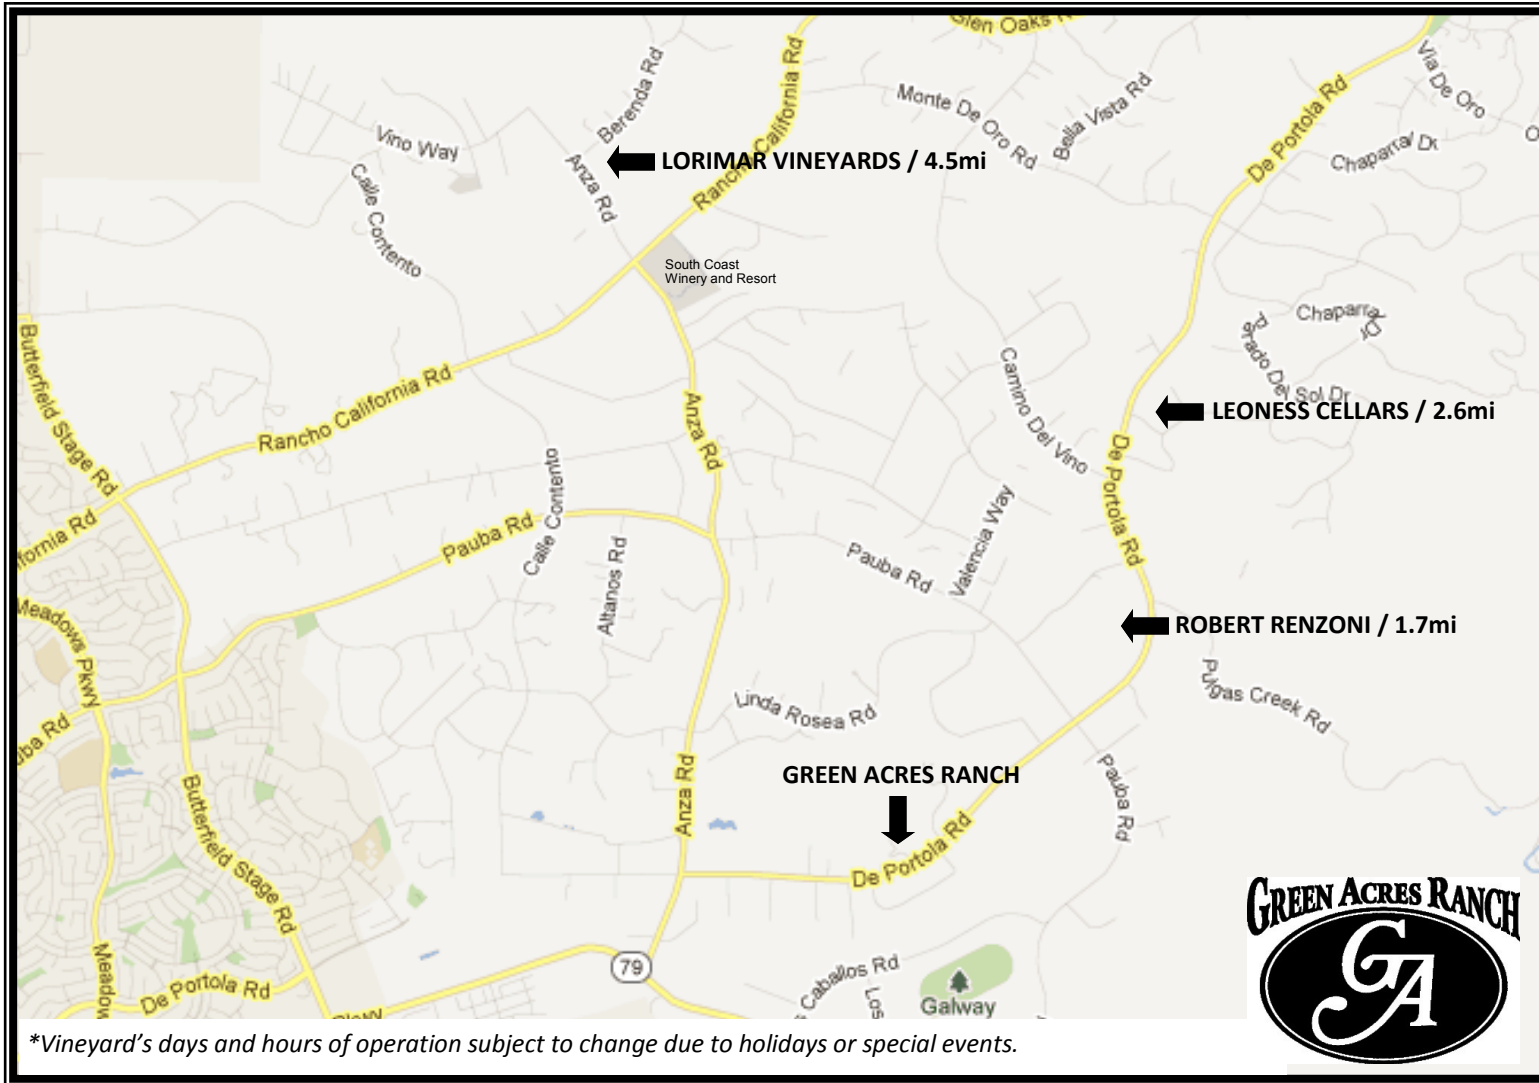 Glen Oaks
Berenda Rd
Rancho California Rd
Monte De Oro Rd
Bella Vista Rd
De Portola Rd
Via De Oro
Vino Way
Anza Rd
LORIMAR VINEYARDS / 4.5mi
Chaparral Dr
Calle Contento
South Coast
Winery and Resort
Butterfield Stage Rd
Chaparral
Dr
Prado Del Sol Dr
Camino Del Vino
Rancho California Rd
Anza Rd
LEONESS CELLARS / 2.6mi
De Portola Rd
ifornia Rd
Pauba Rd
Calle Contento
Altanos Rd
Pauba Rd
Valencia Way
Meadows Pkwy
ROBERT RENZONI / 1.7mi
Pulgas Creek Rd
Linda Rosea Rd
uba Rd
Anza Rd
GREEN ACRES RANCH
Pauba Rd
Butterfield Stage Rd
De Portola Rd
GREEN ACRES RANCH
GA
79
Meadow
De Portola Rd
Caballos Rd
Los
Galway
*Vineyard's days and hours of operation subject to change due to holidays or special events.